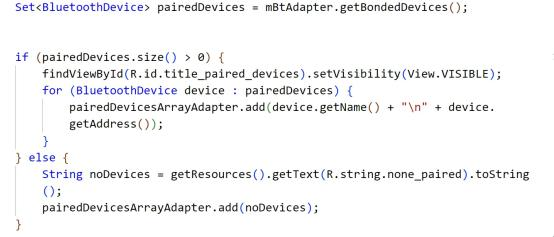 Set<BluetoothDevice> pairedDevices = mBtAdapter.getBondedDevices();
if (pairedDevices.size() > 0) {
findViewById(R.id.title_paired_devices).setVisibility(View.VISIBLE);
for (BluetoothDevice device : pairedDevices) {
pairedDevicesArrayAdapter.add(device.getName() + "\n" + device.
getAddress());
}
} else {
String noDevices = getResources().getText(R.string.none_paired).toString
();
pairedDevicesArrayAdapter.add(noDevices);
}